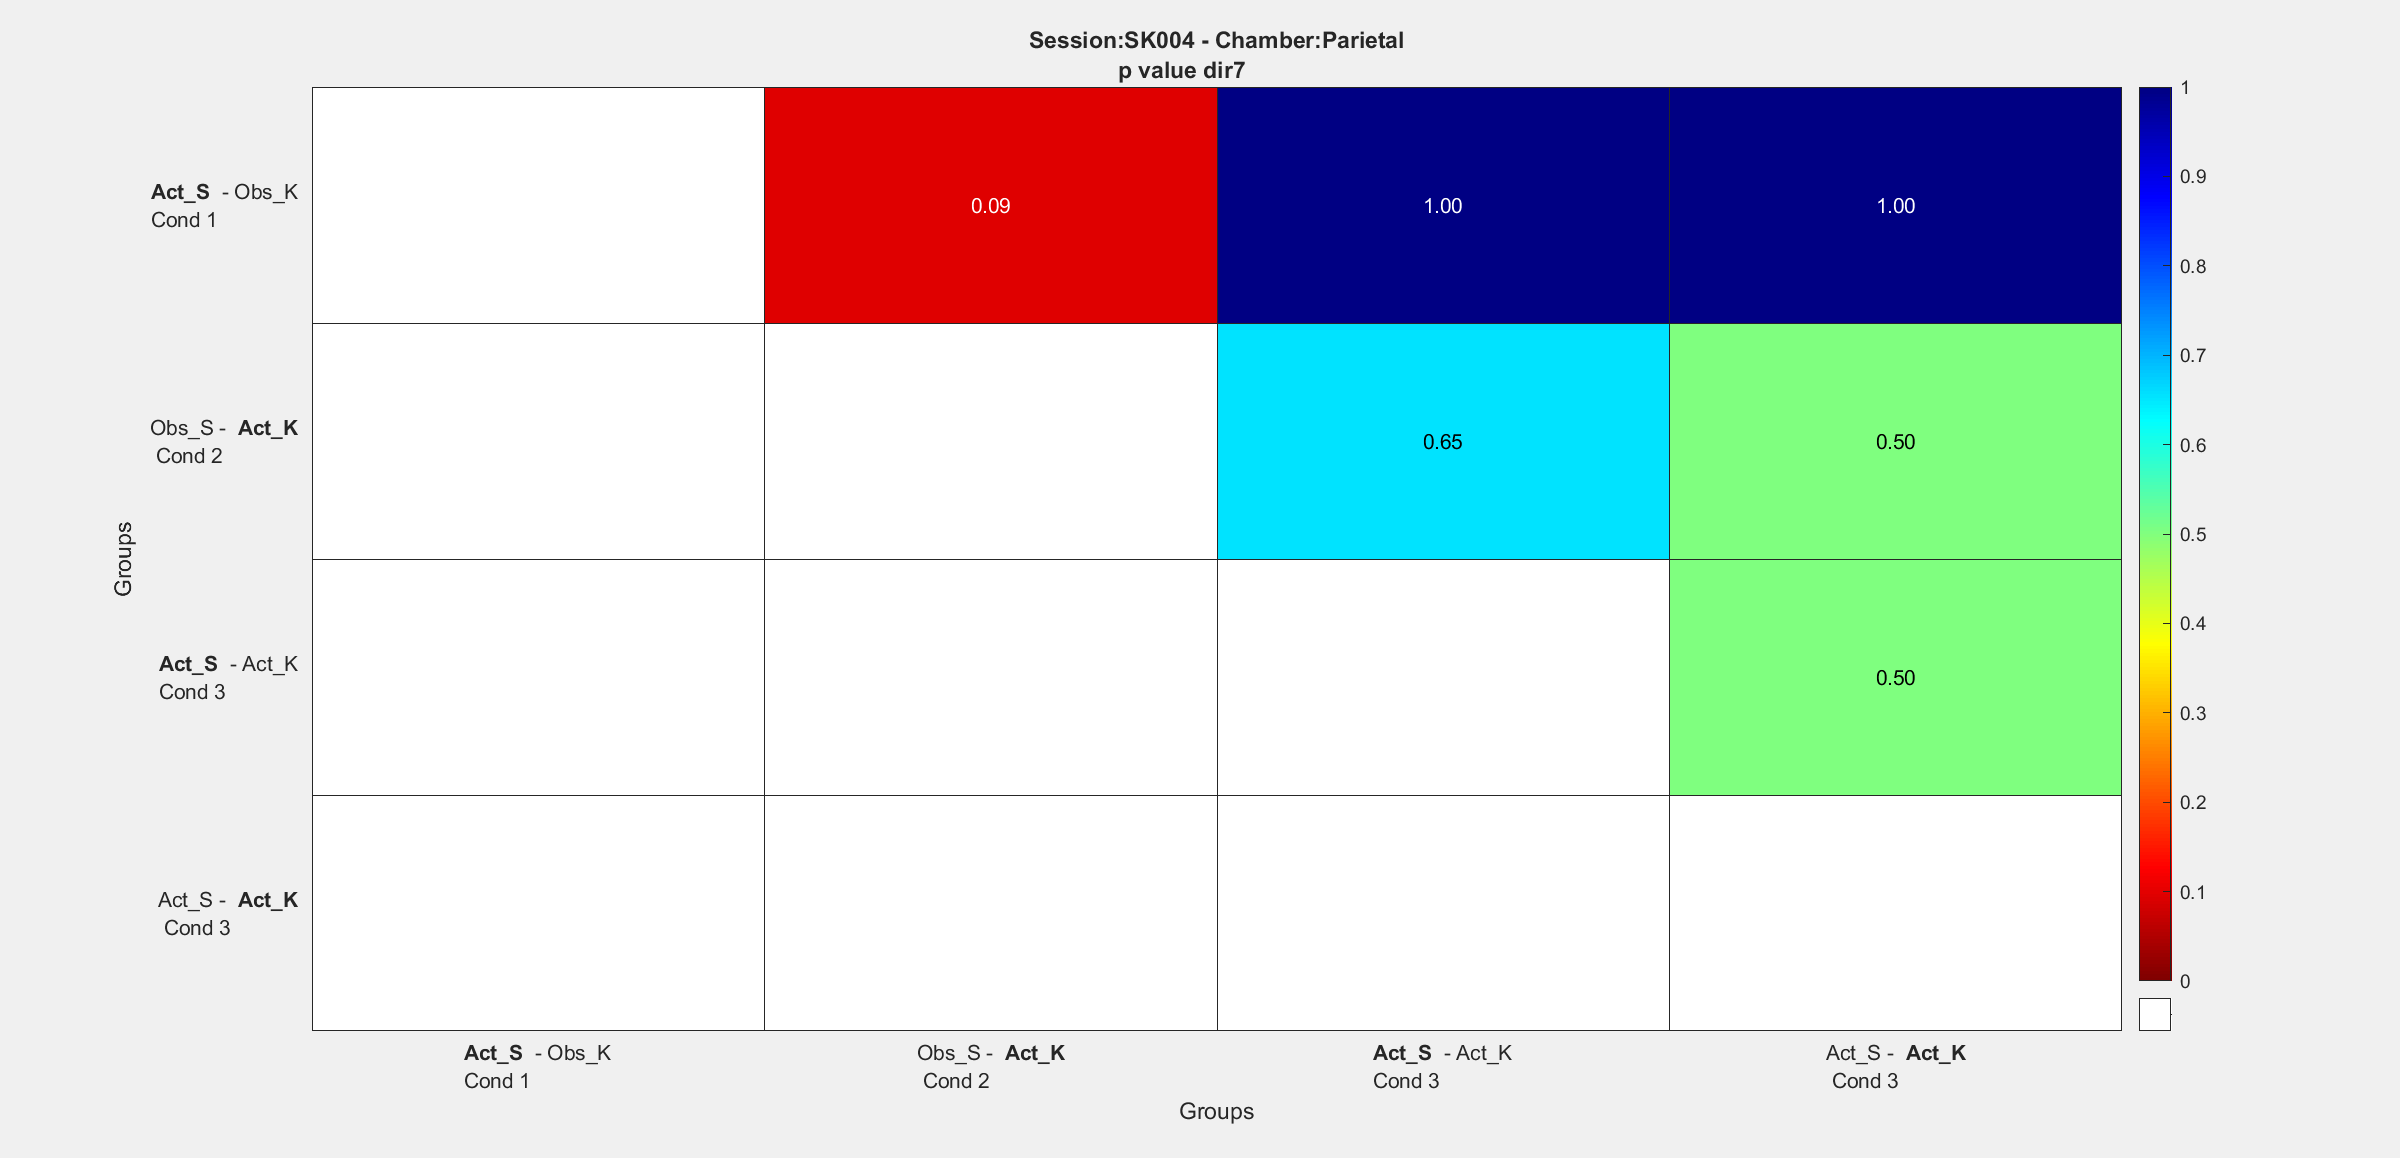 Session:SK004 - Chamber:Parietal
p value dir7
Act_S - Obs_K
Cond 1
0.09
1.00
1.00
Obs_S - Act_K
Cond 2
0.65
0.50
Act_S - Act_K
Cond 3
0.50
Act_S - Act_K
Cond 3
Groups
Act_S - Obs_K
Cond 1
Obs_S - Act_K
Cond 2
Act_S - Act_K
Cond 3
Act_S - Act_K
Cond 3
Groups
1
0.9
0.8
0.7
0.6
0.5
0.4
0.3
0.2
0.1
0